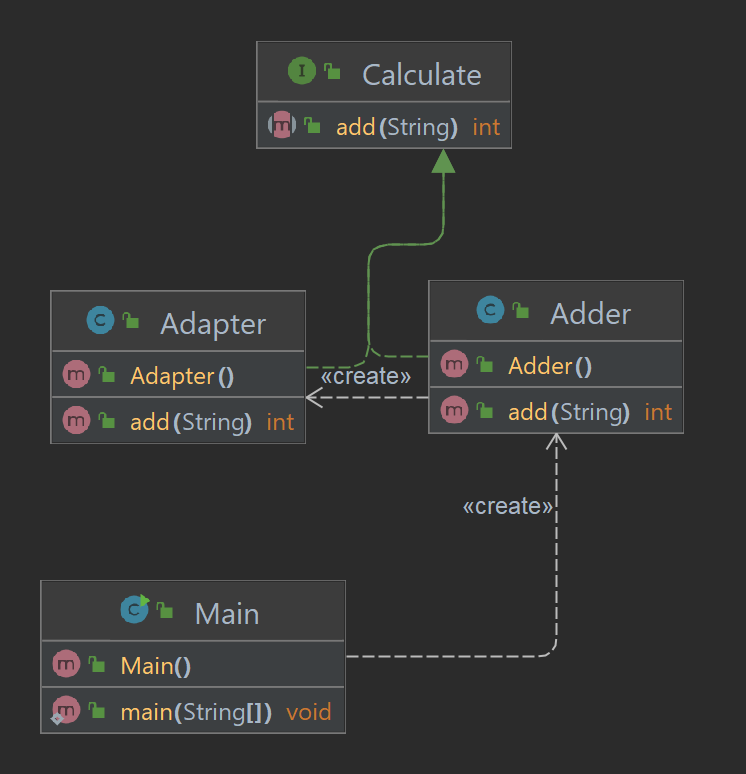 I Calculate
m add(String) int
C Adapter
m Adapter()
m add(String) int
C Adder
m Adder()
m add(String) int
«create»
«create»
C Main
m Main()
m main(String[]) void